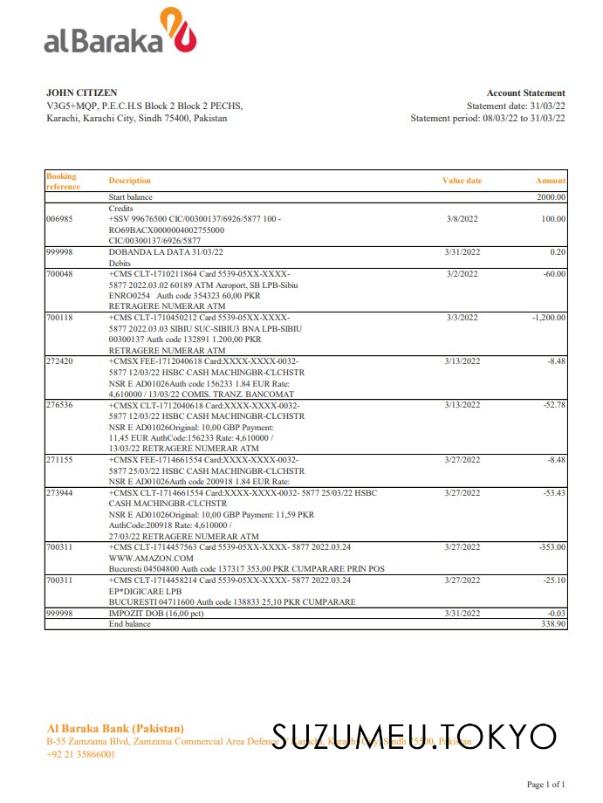 al Baraka
JOHN CITIZEN
V3G5+MQP, P.E.C.H.S Block 2 Block 2 PECHS,
Karachi, Karachi City, Sindh 75400, Pakistan
Account Statement
Statement date: 31/03/22
Statement period: 08/03/22 to 31/03/22
Booking reference Description Value date Amount
Start balance 2000.00
Credits
006985 +SSV 99676500 CIC/00300137/6926/5877 100 - 3/8/2022 100.00
RO69BACX0000004002755000
CIC/00300137/6926/5877
999998 DOBANDA LA DATA 31/03/22 3/31/2022 0.20
Debits
700048 +CMS CLT-1710211864 Card 5539-05XX-XXXX- 3/2/2022 -60.00
5877 2022.03.02 60189 ATM Aeroport, SB LPB-Sibiu
ENRO0254 Auth code 354323 60,00 PKR
RETRAGERE NUMERAR ATM
700118 +CMS CLT-1710450212 Card 5539-05XX-XXXX- 3/3/2022 -1,200.00
5877 2022.03.03 SIBIU SUC-SIBIU3 BNA LPB-SIBIU
00300137 Auth code 132891 1.200,00 PKR
RETRAGERE NUMERAR ATM
272420 +CMSX FEE-1712040618 Card:XXXX-XXXX-0032- 3/13/2022 -8.48
5877 12/03/22 HSBC CASH MACHINGBR-CLCHSTR
NSR E AD01026Auth code 156233 1.84 EUR Rate:
4,610000 / 13/03/22 COMIS. TRANZ. BANCOMAT
276536 +CMSX CLT-1712040618 Card:XXXX-XXXX-0032- 3/13/2022 -52.78
5877 12/03/22 HSBC CASH MACHINGBR-CLCHSTR
NSR E AD01026Original: 10,00 GBP Payment:
11,45 EUR AuthCode:156233 Rate: 4,610000 /
13/03/22 RETRAGERE NUMERAR ATM
271155 +CMSX FEE-1714661554 Card:XXXX-XXXX-0032- 3/27/2022 -8.48
5877 25/03/22 HSBC CASH MACHINGBR-CLCHSTR
NSR E AD01026Auth code 200918 1.84 EUR Rate:
273944 +CMSX CLT-1714661554 Card:XXXX-XXXX-0032- 5877 25/03/22 HSBC 3/27/2022 -53.43
CASH MACHINGBR-CLCHSTR
NSR E AD01026Original: 10,00 GBP Payment: 11,59 PKR
AuthCode:200918 Rate: 4,610000 /
27/03/22 RETRAGERE NUMERAR ATM
700311 +CMS CLT-1714457563 Card 5539-05XX-XXXX- 5877 2022.03.24 3/27/2022 -353.00
WWW.AMAZON.COM
Bucuresti 04504800 Auth code 137317 353,00 PKR CUMPARARE PRIN POS
700311 +CMS CLT-1714458214 Card 5539-05XX-XXXX- 5877 2022.03.24 3/27/2022 -25.10
EP*DIGICARE LPB
BUCURESTI 04711600 Auth code 138833 25,10 PKR CUMPARARE
999998 IMPOZIT DOB (16,00 pct) 3/31/2022 -0.03
End balance 338.90
Al Baraka Bank (Pakistan)
B-55 Zamzama Blvd, Zamzama Commercial Area Defence Karachi, Karachi City, Sindh 75500, Pakistan
SUZUMEU.TOKYO
+92 21 35866001
Page 1 of 1